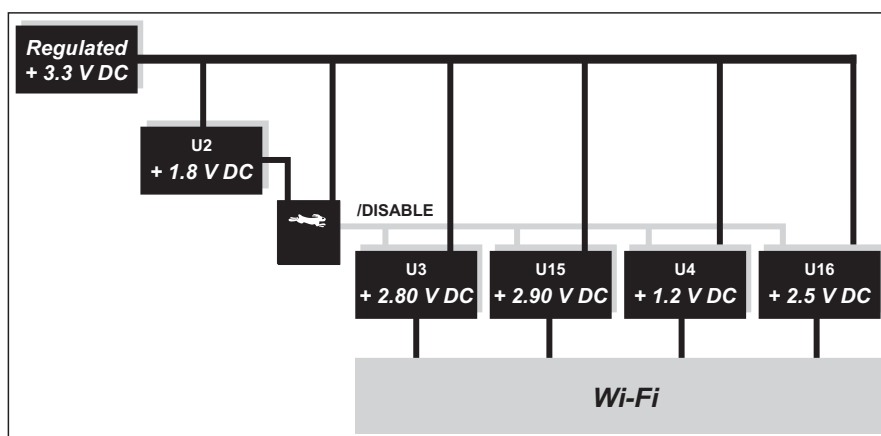 Regulated
+ 3.3 V DC
U2
+ 1.8 V DC
/DISABLE
U3
+ 2.80 V DC
U15
+ 2.90 V DC
U4
+ 1.2 V DC
U16
+ 2.5 V DC
Wi-Fi